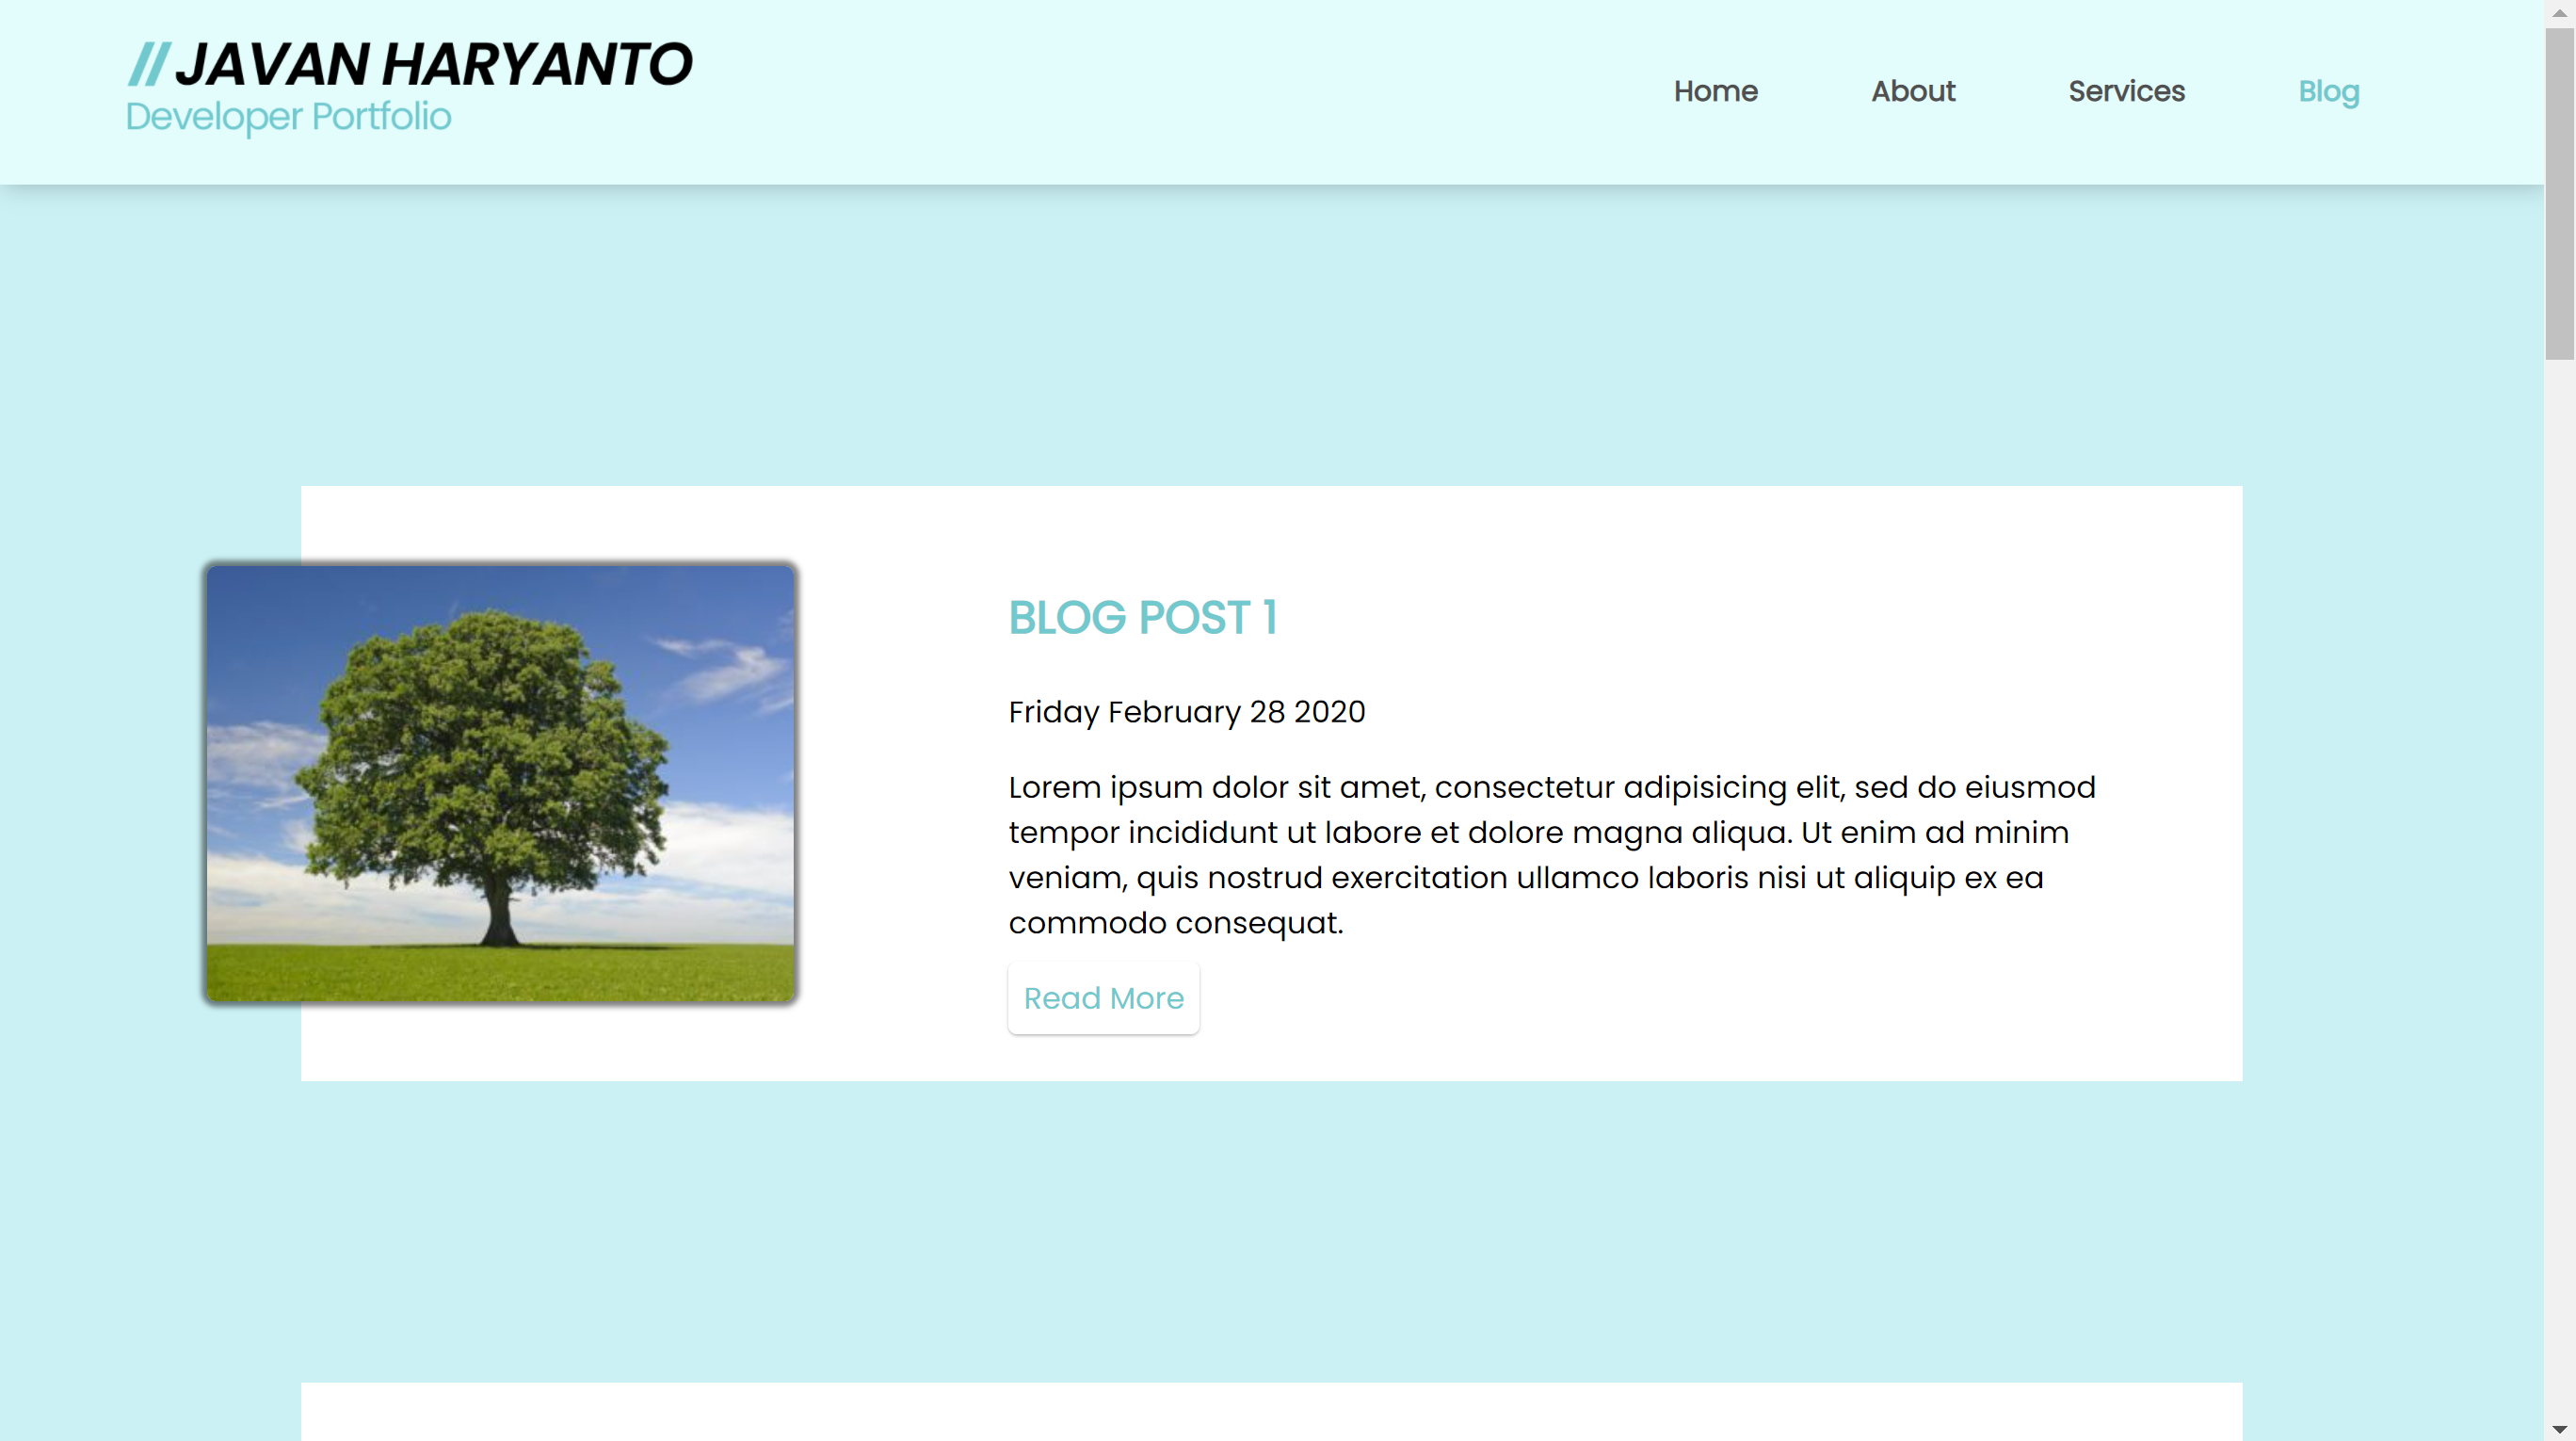 // JAVAN HARYANTO
Developer Portfolio
Home About Services Blog
BLOG POST 1
Friday February 28 2020
Lorem ipsum dolor sit amet, consectetur adipisicing elit, sed do eiusmod
tempor incididunt ut labore et dolore magna aliqua. Ut enim ad minim
veniam, quis nostrud exercitation ullamco laboris nisi ut aliquip ex ea
commodo consequat.
Read More